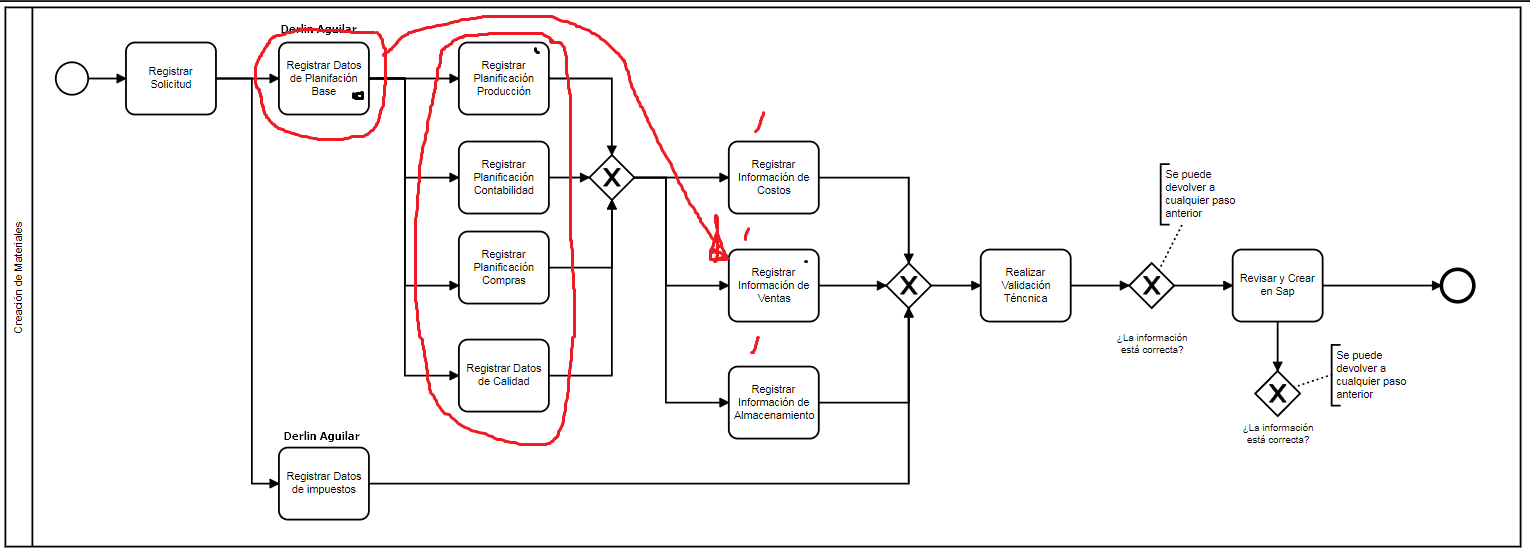 Creación de Materiales
Registrar
Solicitud
Derlin Aguilar
Registrar Datos
de Planifación
Base
Registrar
Planificación
Producción
Registrar
Planificación
Contabilidad
Registrar
Planificación
Compras
Registrar Datos
de Calidad
Derlin Aguilar
Registrar Datos
de impuestos
Registrar
Información de
Costos
Registrar
Información de
Ventas
Registrar
Información de
Almacenamiento
Realizar
Validación
Téncnica
Se puede
devolver a
cualquier paso
anterior
¿La información
está correcta?
Revisar y Crear
en Sap
Se puede
devolver a
cualquier paso
anterior
¿La información
está correcta?